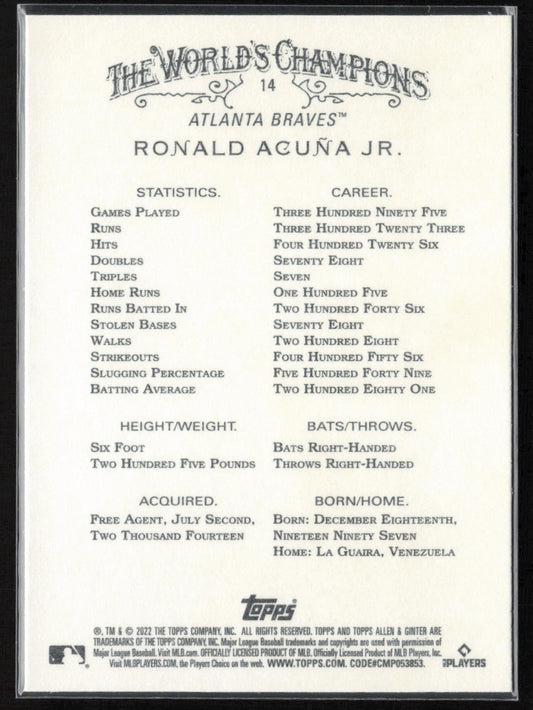 THE WORLD'S CHAMPIONS
14
ATLANTA BRAVES™
RONALD ACUÑA JR.
STATISTICS. CAREER.
GAMES PLAYED THREE HUNDRED NINETY FIVE
RUNS THREE HUNDRED TWENTY THREE
HITS FOUR HUNDRED TWENTY SIX
DOUBLES SEVENTY EIGHT
TRIPLES SEVEN
HOME RUNS ONE HUNDRED FIVE
RUNS BATTED IN TWO HUNDRED FORTY SIX
STOLEN BASES SEVENTY EIGHT
WALKS TWO HUNDRED EIGHT
STRIKEOUTS FOUR HUNDRED FIFTY SIX
SLUGGING PERCENTAGE FIVE HUNDRED FORTY NINE
BATTING AVERAGE TWO HUNDRED EIGHTY ONE
HEIGHT/WEIGHT. BATS/THROWS.
SIX FOOT BATS RIGHT-HANDED
TWO HUNDRED FIVE POUNDS THROWS RIGHT-HANDED
ACQUIRED. BORN/HOME.
FREE AGENT, JULY SECOND, BORN: DECEMBER EIGHTEENTH,
TWO THOUSAND FOURTEEN NINETEEN NINETY SEVEN
HOME: LA GUAIRA, VENEZUELA
topps
®, TM & © 2022 THE TOPPS COMPANY, INC. ALL RIGHTS RESERVED. TOPPS AND TOPPS ALLEN & GINTER ARE
TRADEMARKS OF THE TOPPS COMPANY, INC. Major League Baseball trademarks and copyrights are used with permission of
Major League Baseball. Visit MLB.com. OFFICIALLY LICENSED PRODUCT OF MLB. Officially Licensed Product of MLB Players, Inc.
Visit MLBPLAYERS.COM, the Players Choice on the web. WWW.TOPPS.COM. CODE#CMP053853.
PLAYERS